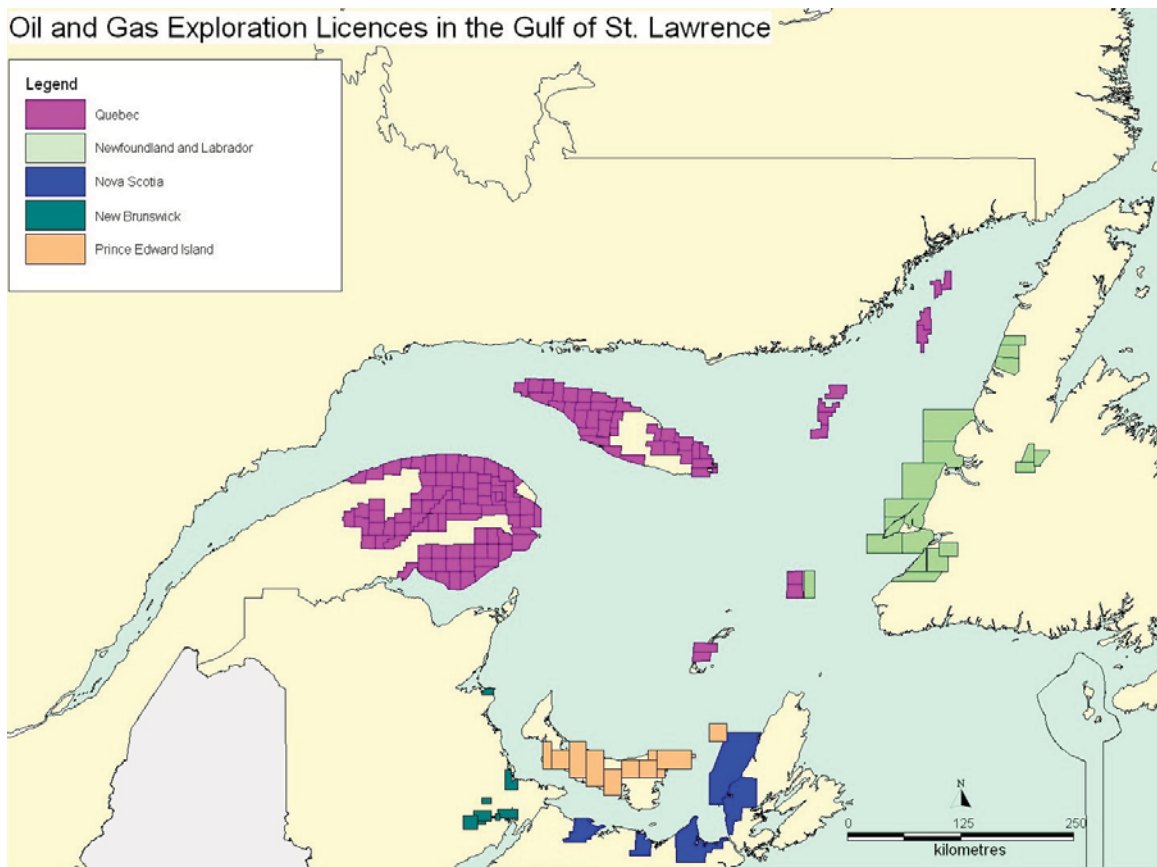 Oil and Gas Exploration Licences in the Gulf of St. Lawrence
Legend
Quebec
Newfoundland and Labrador
Nova Scotia
New Brunswick
Prince Edward Island
N
0 125 250
kilometres